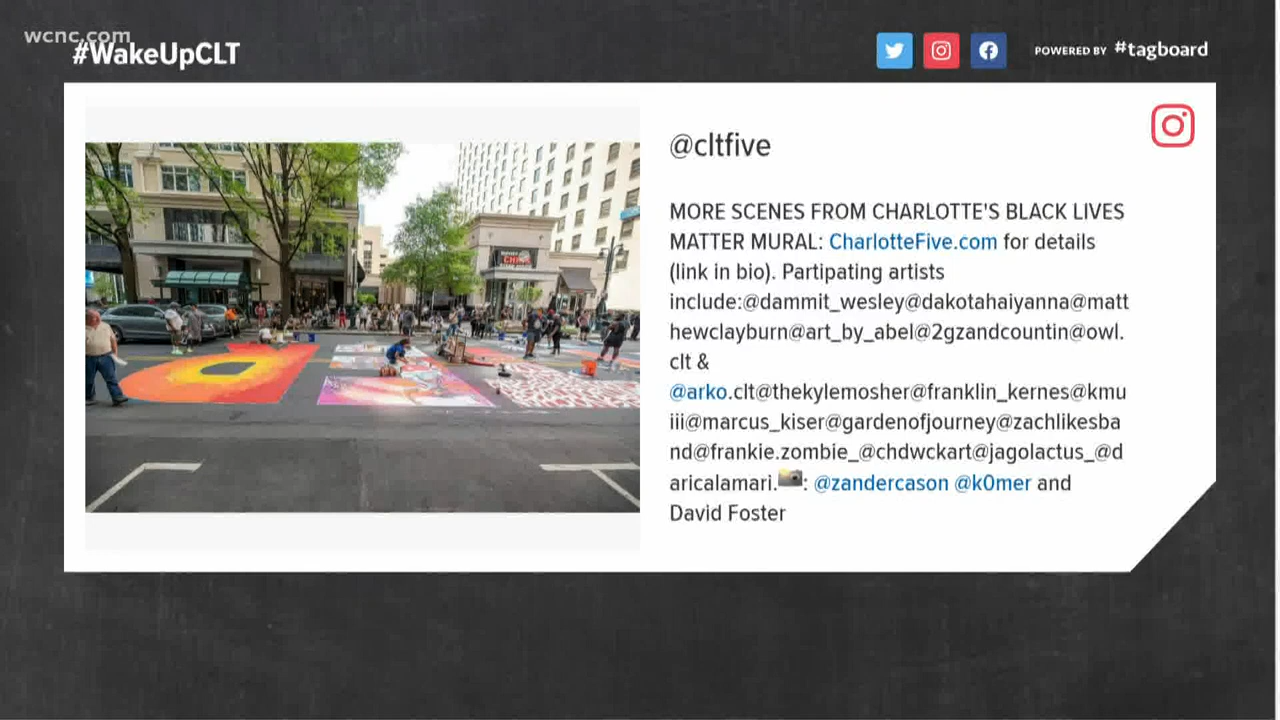 wcnc.com
#WakeUpCLT
POWERED BY #tagboard
@cltfive
MORE SCENES FROM CHARLOTTE'S BLACK LIVES
MATTER MURAL: CharlotteFive.com for details
(link in bio). Partipating artists
include:@dammit_wesley@dakotahaiyanna@matt
hewclayburn@art_by_abel@2gzandcountin@owl.
clt &
@arko.clt@thekylemosher@franklin_kernes@kmu
iii@marcus_kiser@gardenofjourney@zachlikesba
nd@frankie.zombie_@chdwckart@jagolactus_@d
aricalamari.📷: @zandercason @k0mer and
David Foster